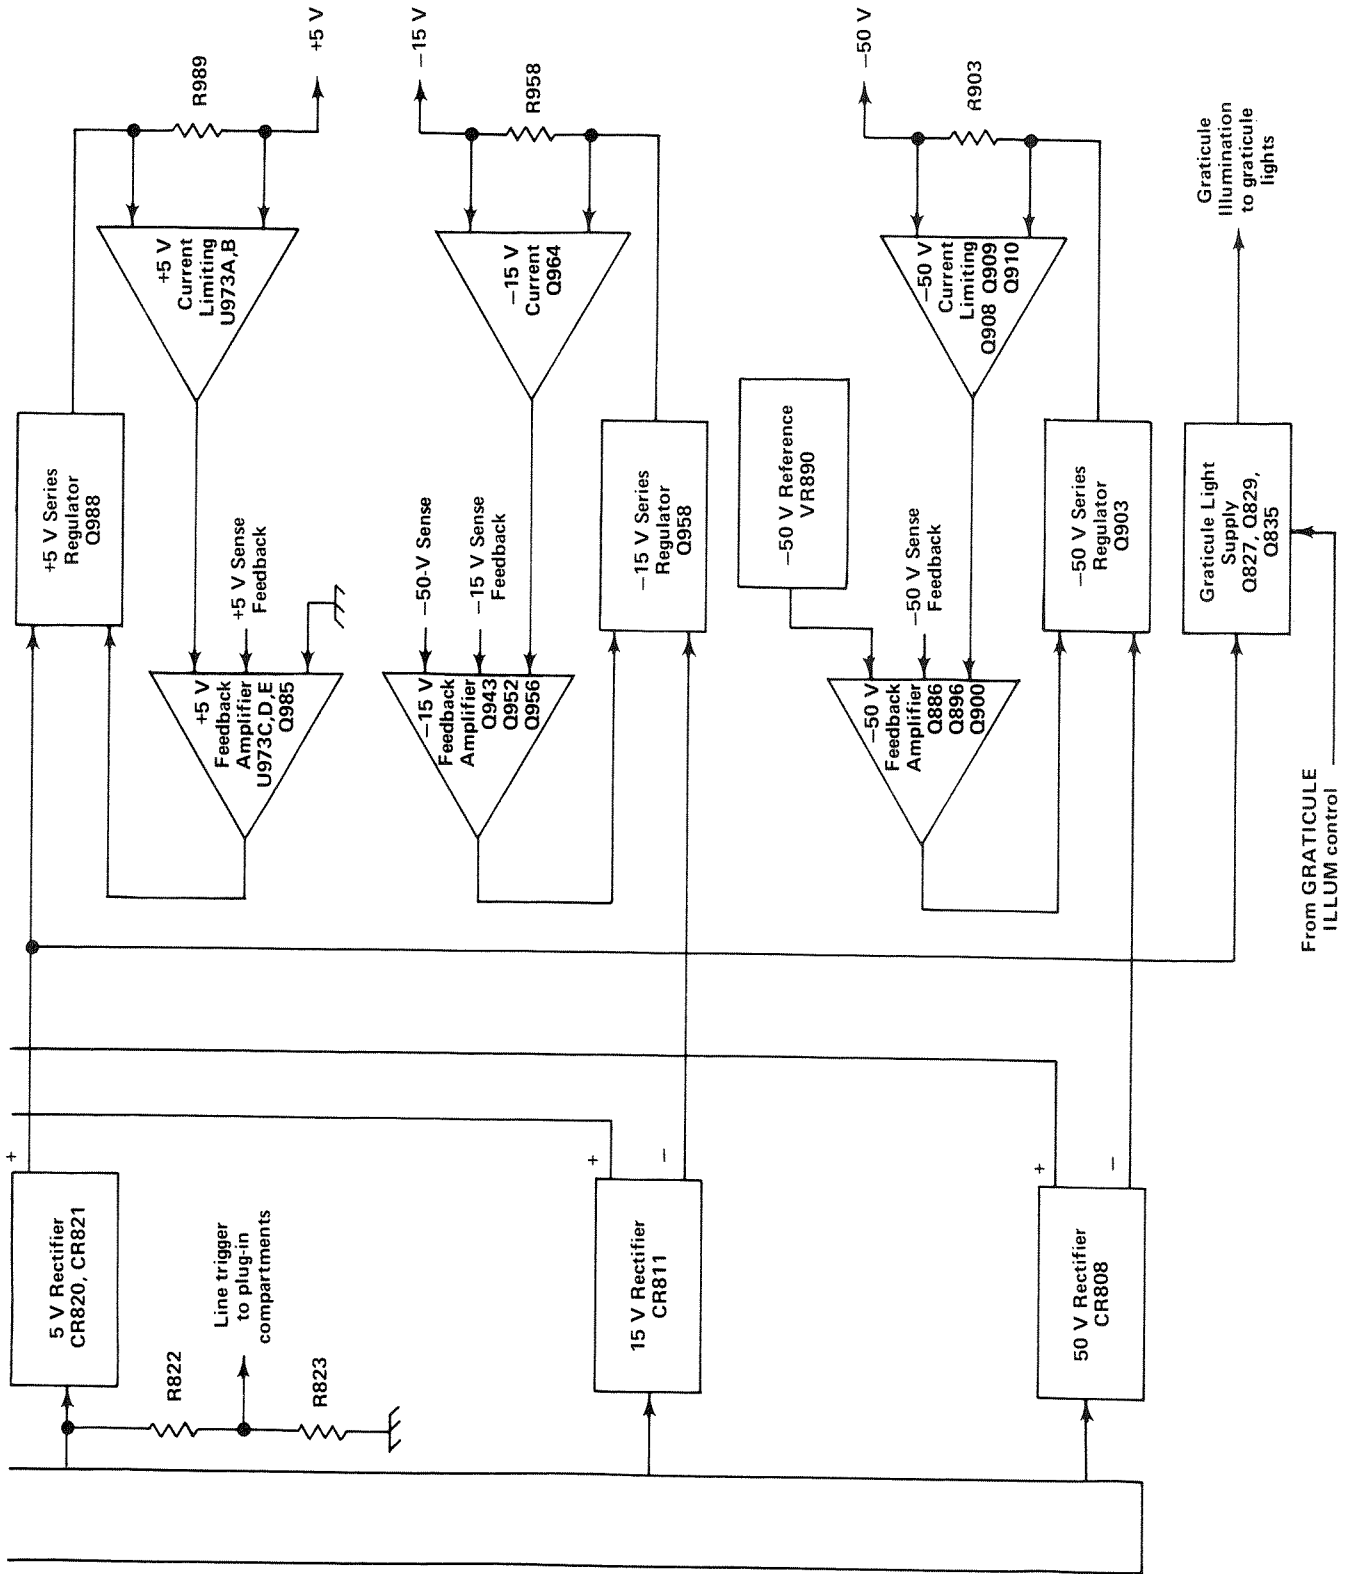 5 V Rectifier
CR820, CR821
+
R822
Line trigger
to plug-in
compartments
R823
+5 V Series
Regulator
Q988
+5 V
Feedback
Amplifier
U973C,D,E
Q985
+5 V Sense
Feedback
+5 V
Current
Limiting
U973A,B
R989
+5 V
15 V Rectifier
CR811
+
−
−15 V
Feedback
Amplifier
Q943
Q952
Q956
−50-V Sense
−15 V Sense
Feedback
−15 V Series
Regulator
Q958
−15 V
Current
Q964
R958
−15 V
50 V Rectifier
CR808
+
−
−50 V Reference
VR890
−50 V
Feedback
Amplifier
Q886
Q896
Q900
−50 V Sense
Feedback
−50 V Series
Regulator
Q903
−50 V
Current
Limiting
Q908 Q909
Q910
R903
−50 V
Graticule Light
Supply
Q827, Q829,
Q835
Graticule
Illumination
to graticule
lights
From GRATICULE
ILLUM control